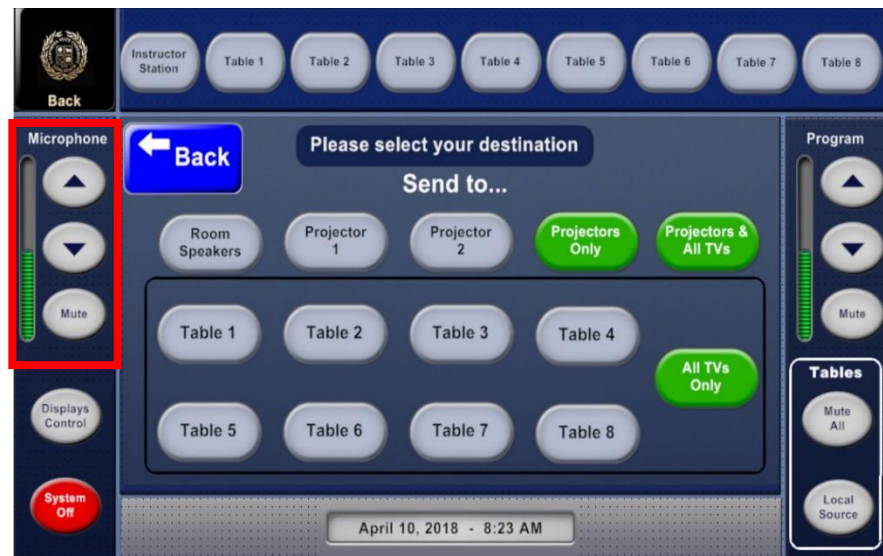 Back
Instructor
Station
Table 1
Table 2
Table 3
Table 4
Table 5
Table 6
Table 7
Table 8
Microphone
Mute
Displays
Control
System
Off
Back
Please select your destination
Send to...
Room
Speakers
Projector
1
Projector
2
Projectors
Only
Projectors &
All TVs
Table 1
Table 2
Table 3
Table 4
All TVs
Only
Table 5
Table 6
Table 7
Table 8
April 10, 2018 - 8:23 AM
Program
Mute
Tables
Mute
All
Local
Source